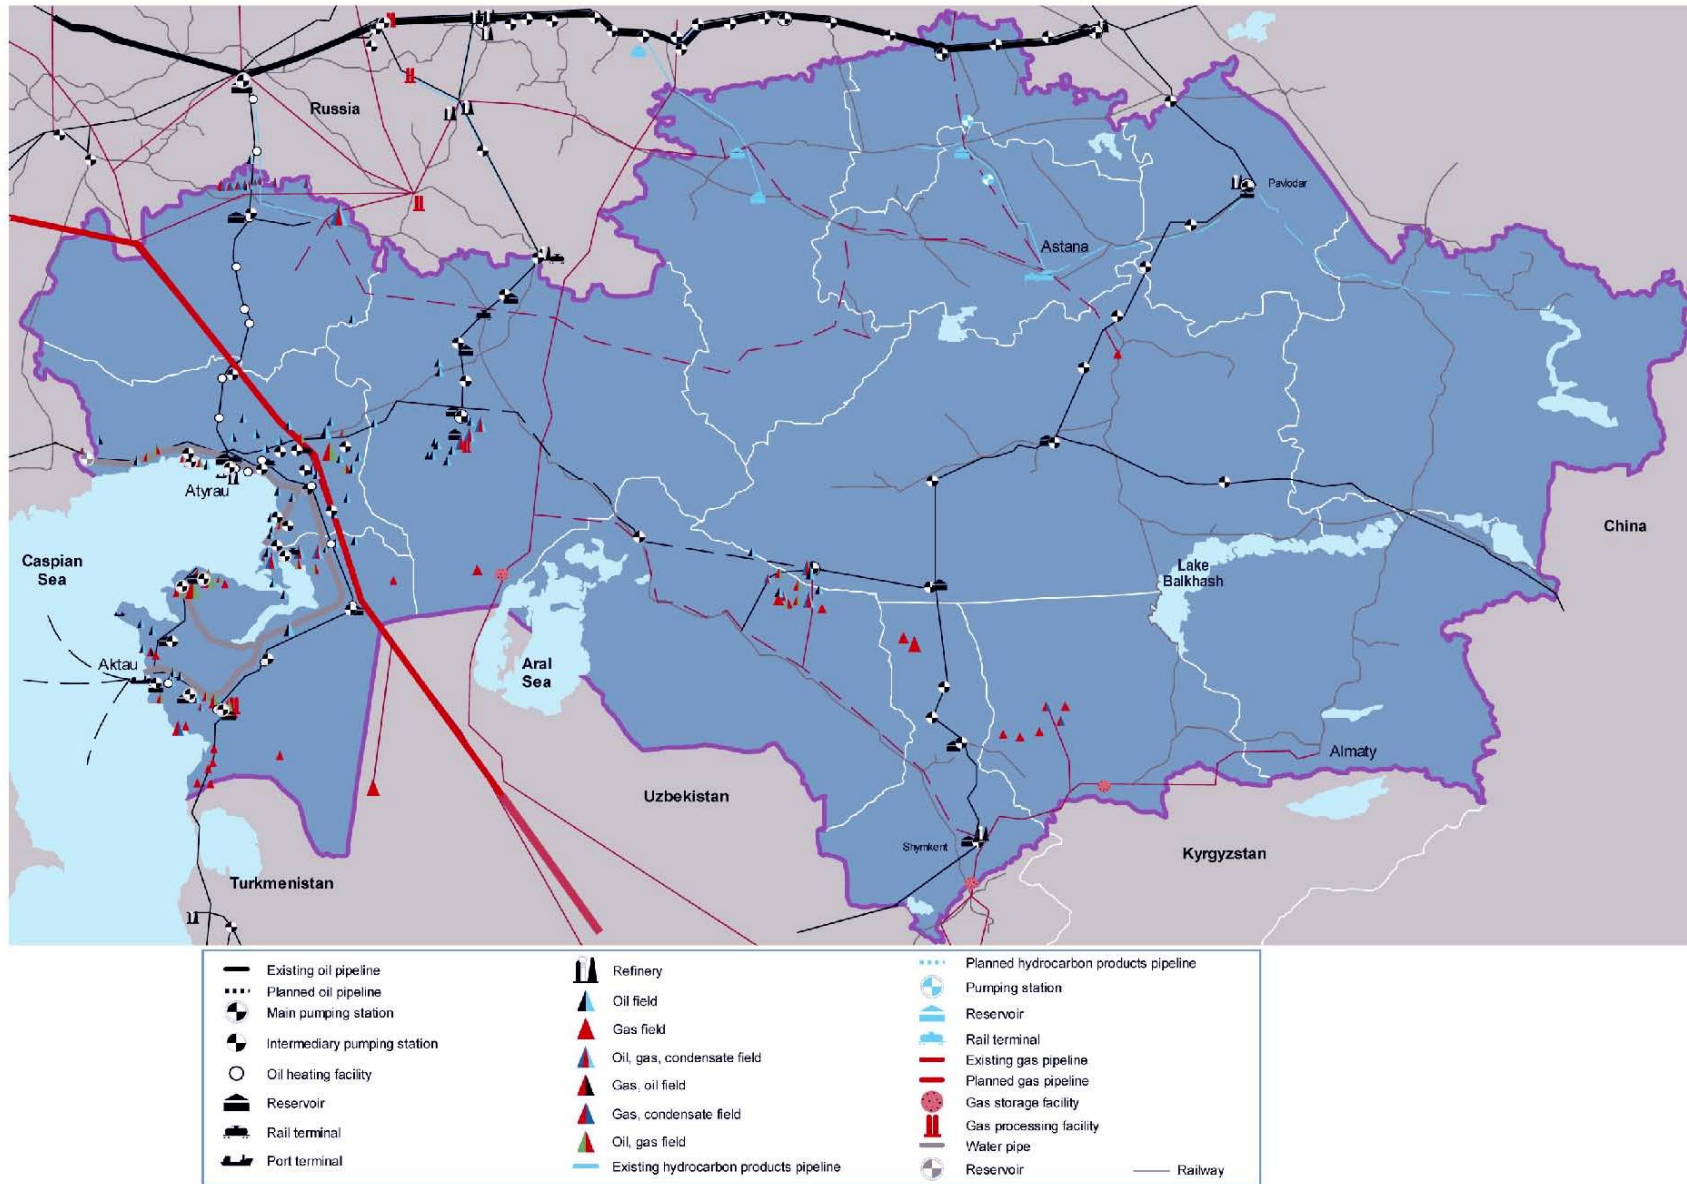 Russia
Pavlodar
Astana
Atyrau
China
Caspian
Sea
Lake
Balkhash
Aktau
Aral
Sea
Almaty
Uzbekistan
Shymkent
Kyrgyzstan
Turkmenistan
Existing oil pipeline
Planned oil pipeline
Main pumping station
Intermediary pumping station
Oil heating facility
Reservoir
Rail terminal
Port terminal
Refinery
Oil field
Gas field
Oil, gas, condensate field
Gas, oil field
Gas, condensate field
Oil, gas field
Existing hydrocarbon products pipeline
Planned hydrocarbon products pipeline
Pumping station
Reservoir
Rail terminal
Existing gas pipeline
Planned gas pipeline
Gas storage facility
Gas processing facility
Water pipe
Reservoir
Railway